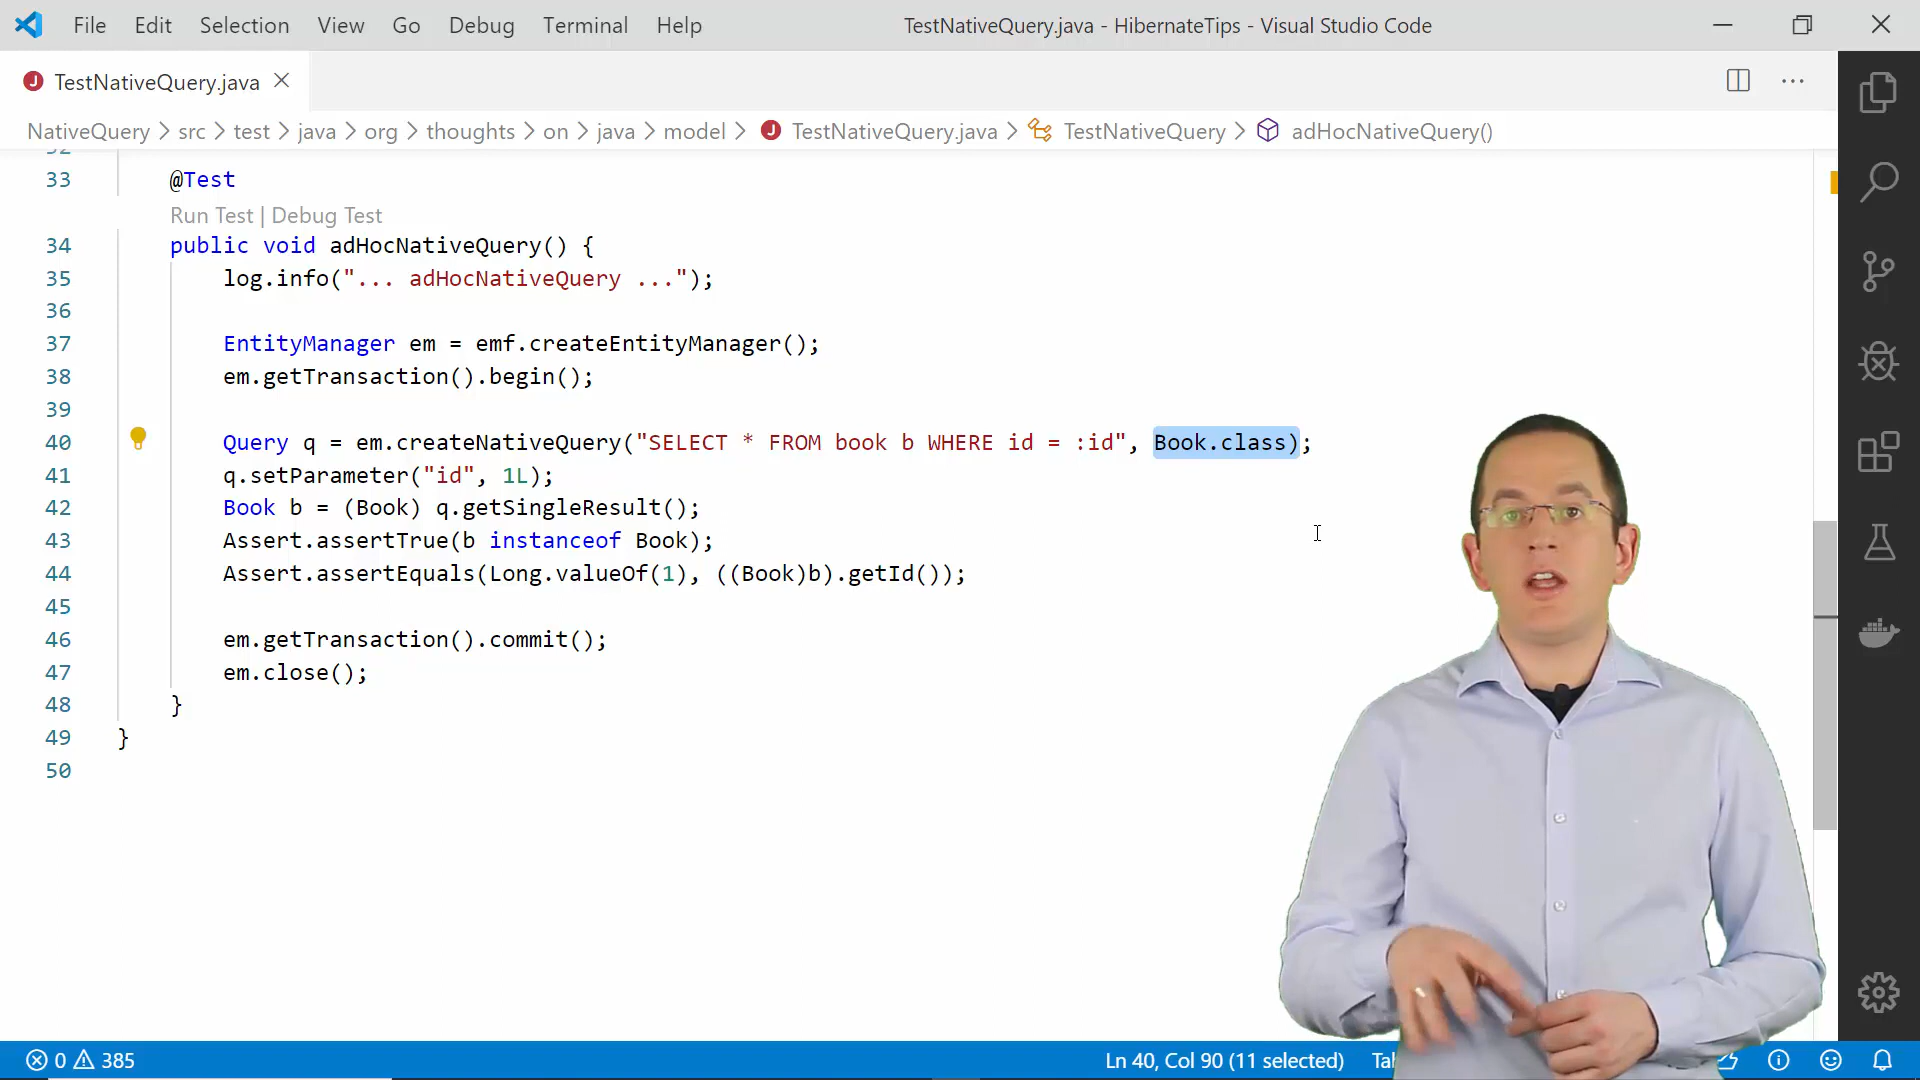 File Edit Selection View Go Debug Terminal Help TestNativeQuery.java - HibernateTips - Visual Studio Code
TestNativeQuery.java
NativeQuery > src > test > java > org > thoughts > on > java > model > TestNativeQuery.java > TestNativeQuery > adHocNativeQuery()
33 @Test
Run Test | Debug Test
34 public void adHocNativeQuery() {
35 log.info("... adHocNativeQuery ...");
36
37 EntityManager em = emf.createEntityManager();
38 em.getTransaction().begin();
39
40 Query q = em.createNativeQuery("SELECT * FROM book b WHERE id = :id", Book.class);
41 q.setParameter("id", 1L);
42 Book b = (Book) q.getSingleResult();
43 Assert.assertTrue(b instanceof Book);
44 Assert.assertEquals(Long.valueOf(1), ((Book)b).getId());
45
46 em.getTransaction().commit();
47 em.close();
48 }
49 }
50
0 385 Ln 40, Col 90 (11 selected)